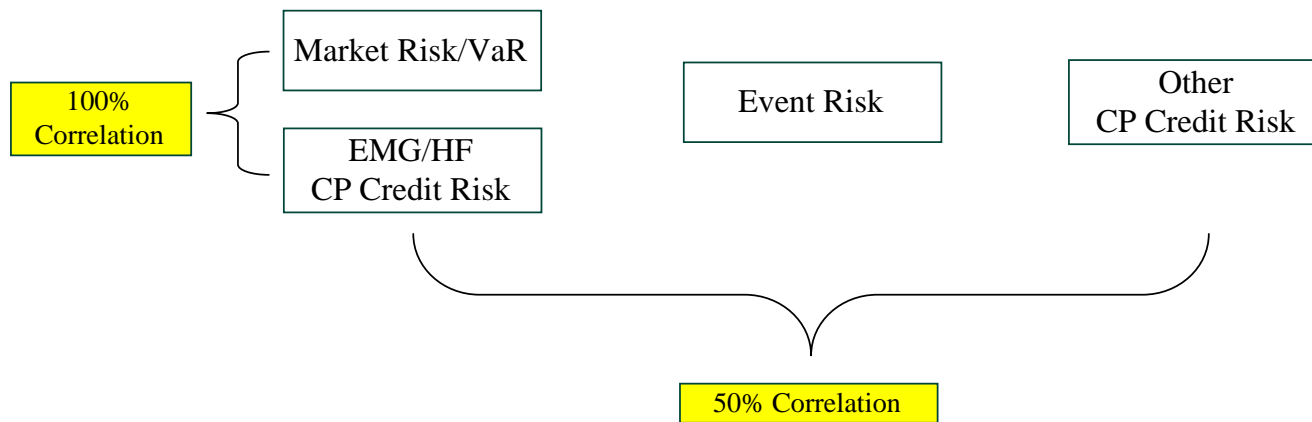 100%
Correlation
Market Risk/VaR
EMG/HF
CP Credit Risk
Event Risk
Other
CP Credit Risk
50% Correlation